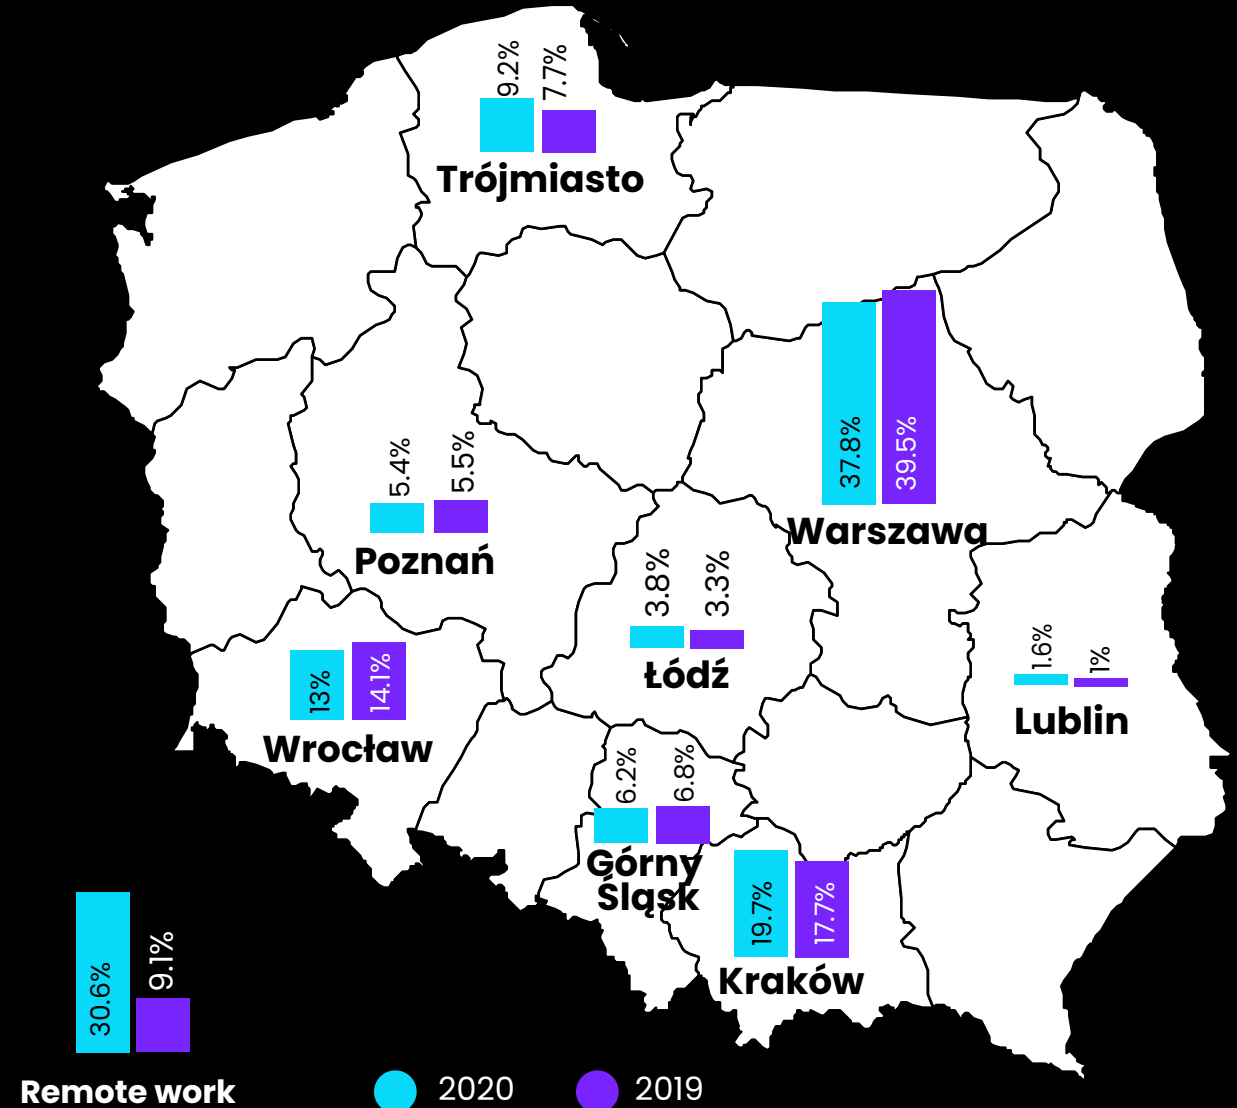 9.2%
7.7%
Trójmiasto
37.8%
39.5%
Warszawa
5.4%
5.5%
Poznań
3.8%
3.3%
Łódź
1.6%
1%
Lublin
13%
14.1%
Wrocław
6.2%
6.8%
Górny
Śląsk
19.7%
17.7%
Kraków
30.6%
9.1%
Remote work
2020
2019